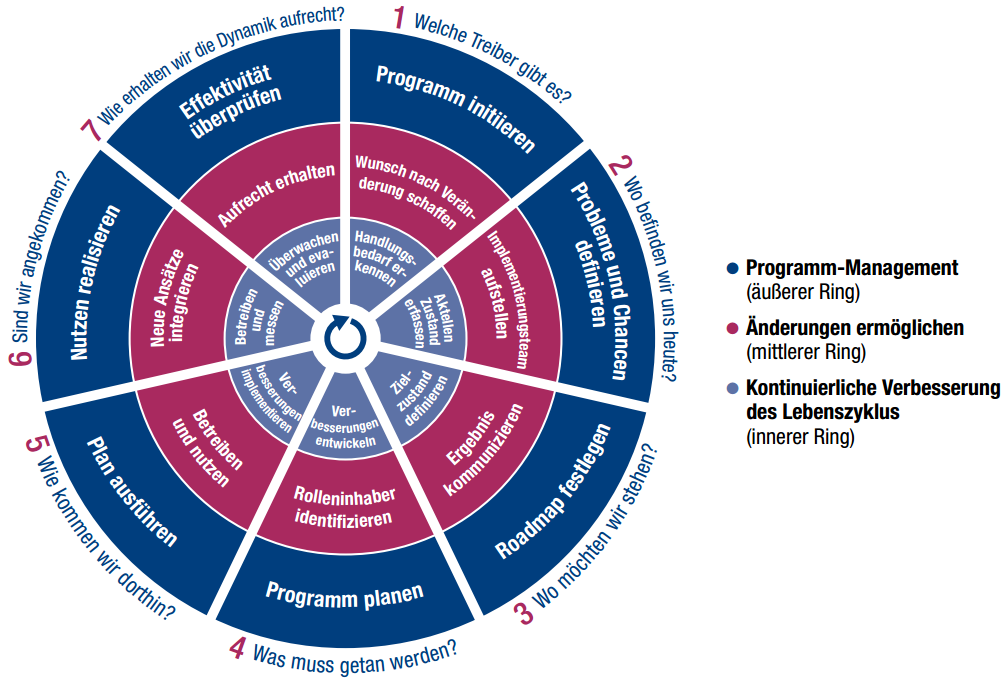 1 Welche Treiber gibt es?
Programm initiieren
Wunsch nach Verän-
derung schaffen
Handlungs-
bedarf er-
kennen
2 Wo befinden wir uns heute?
Probleme und Chancen
definieren
Implementierungsteam
aufstellen
Aktellen
Zustand
erfassen
3 Wo möchten wir stehen?
Roadmap festlegen
Ergebnis
kommunizieren
Ziel-
zustand
definieren
4 Was muss getan werden?
Programm planen
Rolleninhaber
identifizieren
Ver-
besserungen
entwickeln
5 Wie kommen wir dorthin?
Plan ausführen
Betreiben
und nutzen
Ver-
besserungen
implementieren
6 Sind wir angekommen?
Nutzen realisieren
Neue Ansätze
integrieren
Betreiben
und
messen
7 Wie erhalten wir die Dynamik aufrecht?
Effektivität
überprüfen
Aufrecht erhalten
Überwachen
und eva-
luieren
Programm-Management
(äußerer Ring)
Änderungen ermöglichen
(mittlerer Ring)
Kontinuierliche Verbesserung
des Lebenszyklus
(innerer Ring)